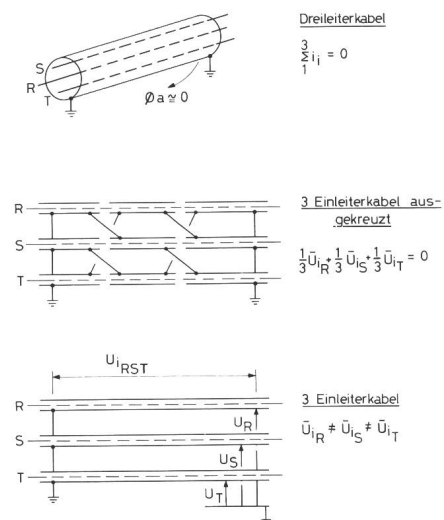 Dreileiterkabel
3
Σ i_i = 0
1
S
R
T
Øa ≃ 0
3 Einleiterkabel aus-
gekreuzt
R
S
T
1/3 Ū_iR + 1/3 Ū_iS + 1/3 Ū_iT = 0
U_iRST
3 Einleiterkabel
R
U_R
Ū_iR ≠ Ū_iS ≠ Ū_iT
S
U_S
T
U_T